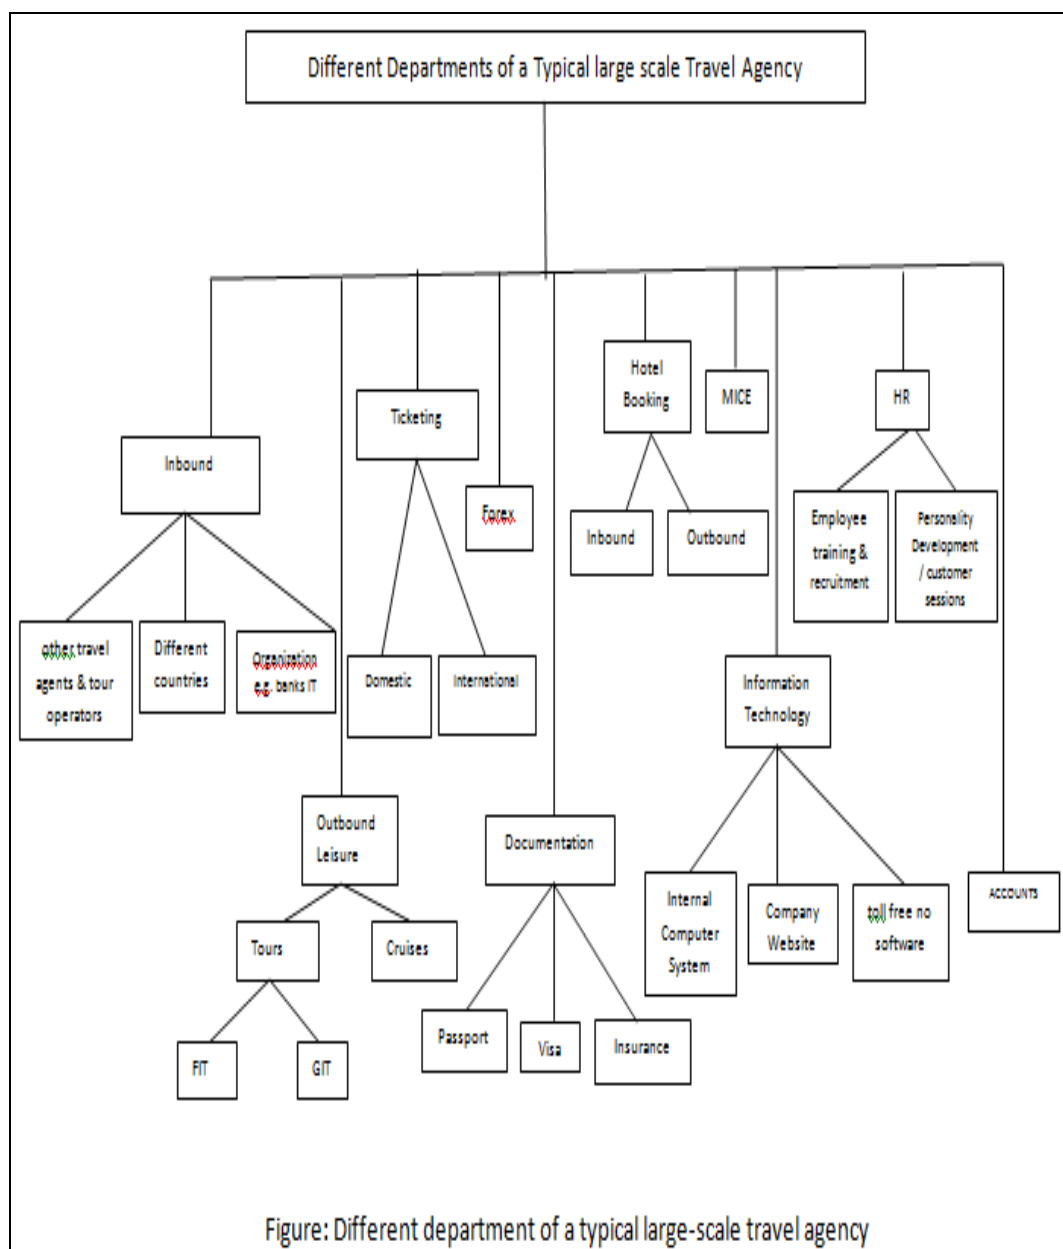 Different Departments of a Typical large scale Travel Agency
Inbound
other travel
agents & tour
operators
Different
countries
Organization
e.g. banks IT
Outbound
Leisure
Tours
Cruises
FIT
GIT
Ticketing
Domestic
International
Forex
Documentation
Passport
Visa
Insurance
Hotel
Booking
Inbound
Outbound
MICE
Information
Technology
Internal
Computer
System
Company
Website
toll free no
software
HR
Employee
training &
recruitment
Personality
Development
/ customer
sessions
ACCOUNTS
Figure: Different department of a typical large-scale travel agency